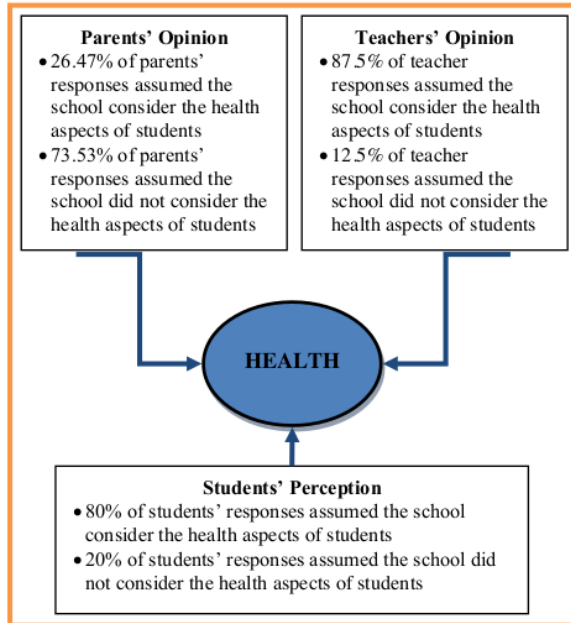 Parents' Opinion
• 26.47% of parents'
responses assumed the
school consider the health
aspects of students
• 73.53% of parents'
responses assumed the
school did not consider the
health aspects of students
Teachers' Opinion
• 87.5% of teacher
responses assumed the
school consider the health
aspects of students
• 12.5% of teacher
responses assumed the
school did not consider the
health aspects of students
HEALTH
Students' Perception
• 80% of students' responses assumed the school
consider the health aspects of students
• 20% of students' responses assumed the school did
not consider the health aspects of students